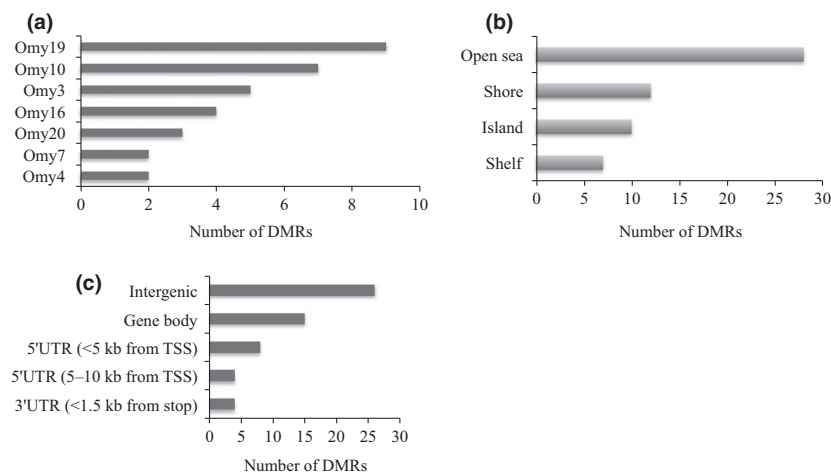 (a)
Omy19
Omy10
Omy3
Omy16
Omy20
Omy7
Omy4
0 2 4 6 8 10
Number of DMRs
(b)
Open sea
Shore
Island
Shelf
0 5 10 15 20 25 30
Number of DMRs
(c)
Intergenic
Gene body
5'UTR (<5 kb from TSS)
5'UTR (5–10 kb from TSS)
3'UTR (<1.5 kb from stop)
0 5 10 15 20 25 30
Number of DMRs